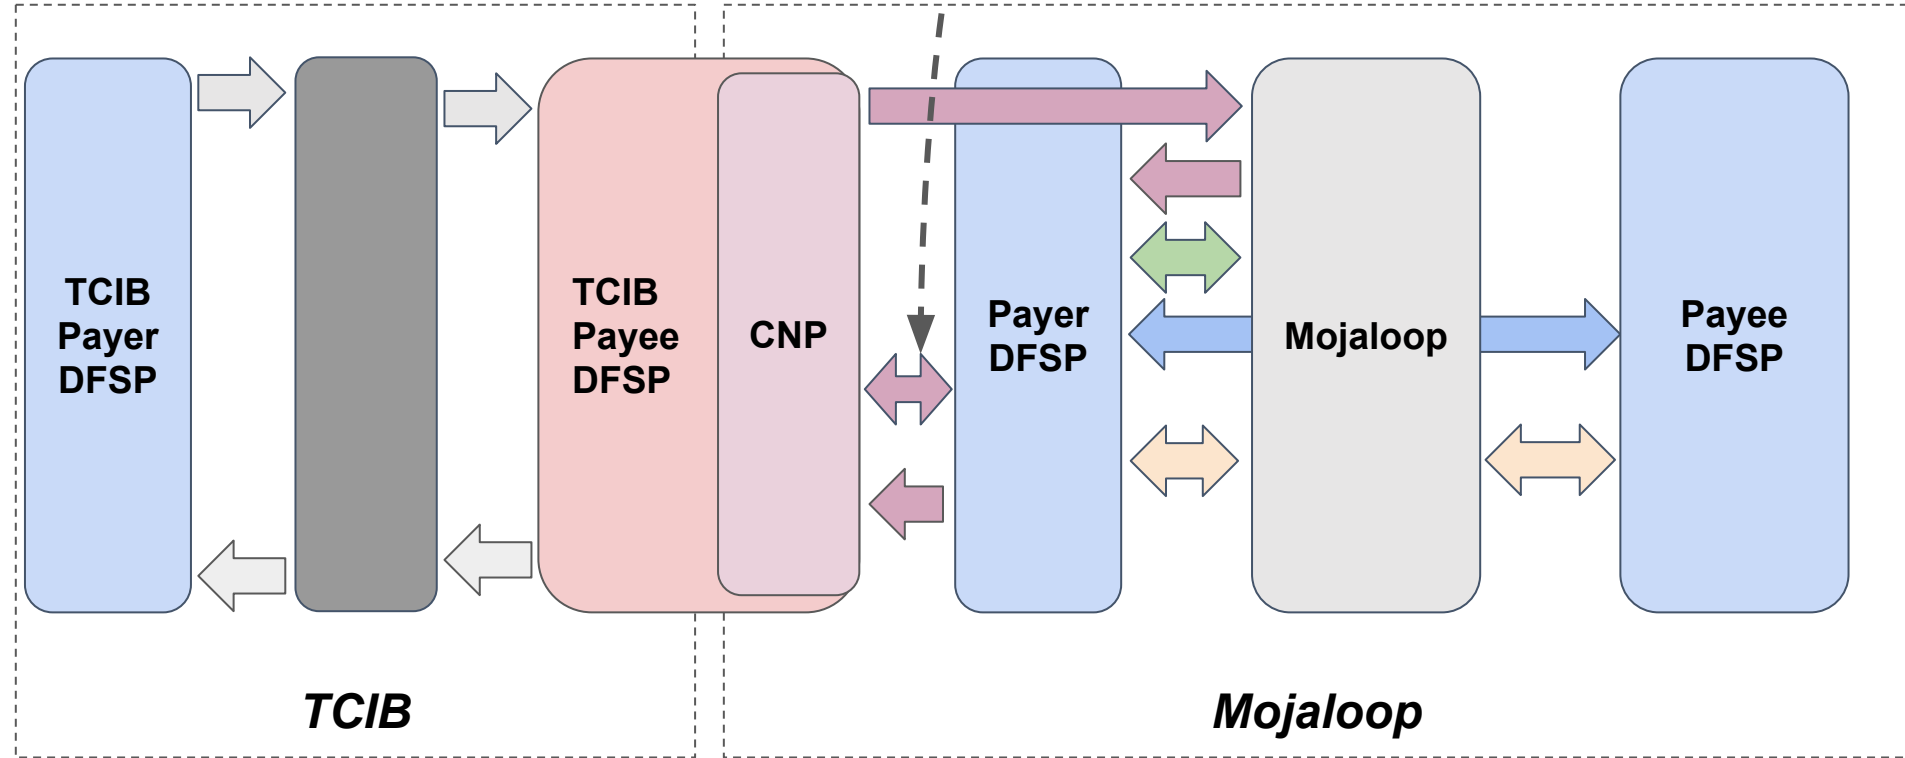 TCIB
Payer
DFSP
TCIB
Payee
DFSP
CNP
Payer
DFSP
Mojaloop
Payee
DFSP
TCIB
Mojaloop